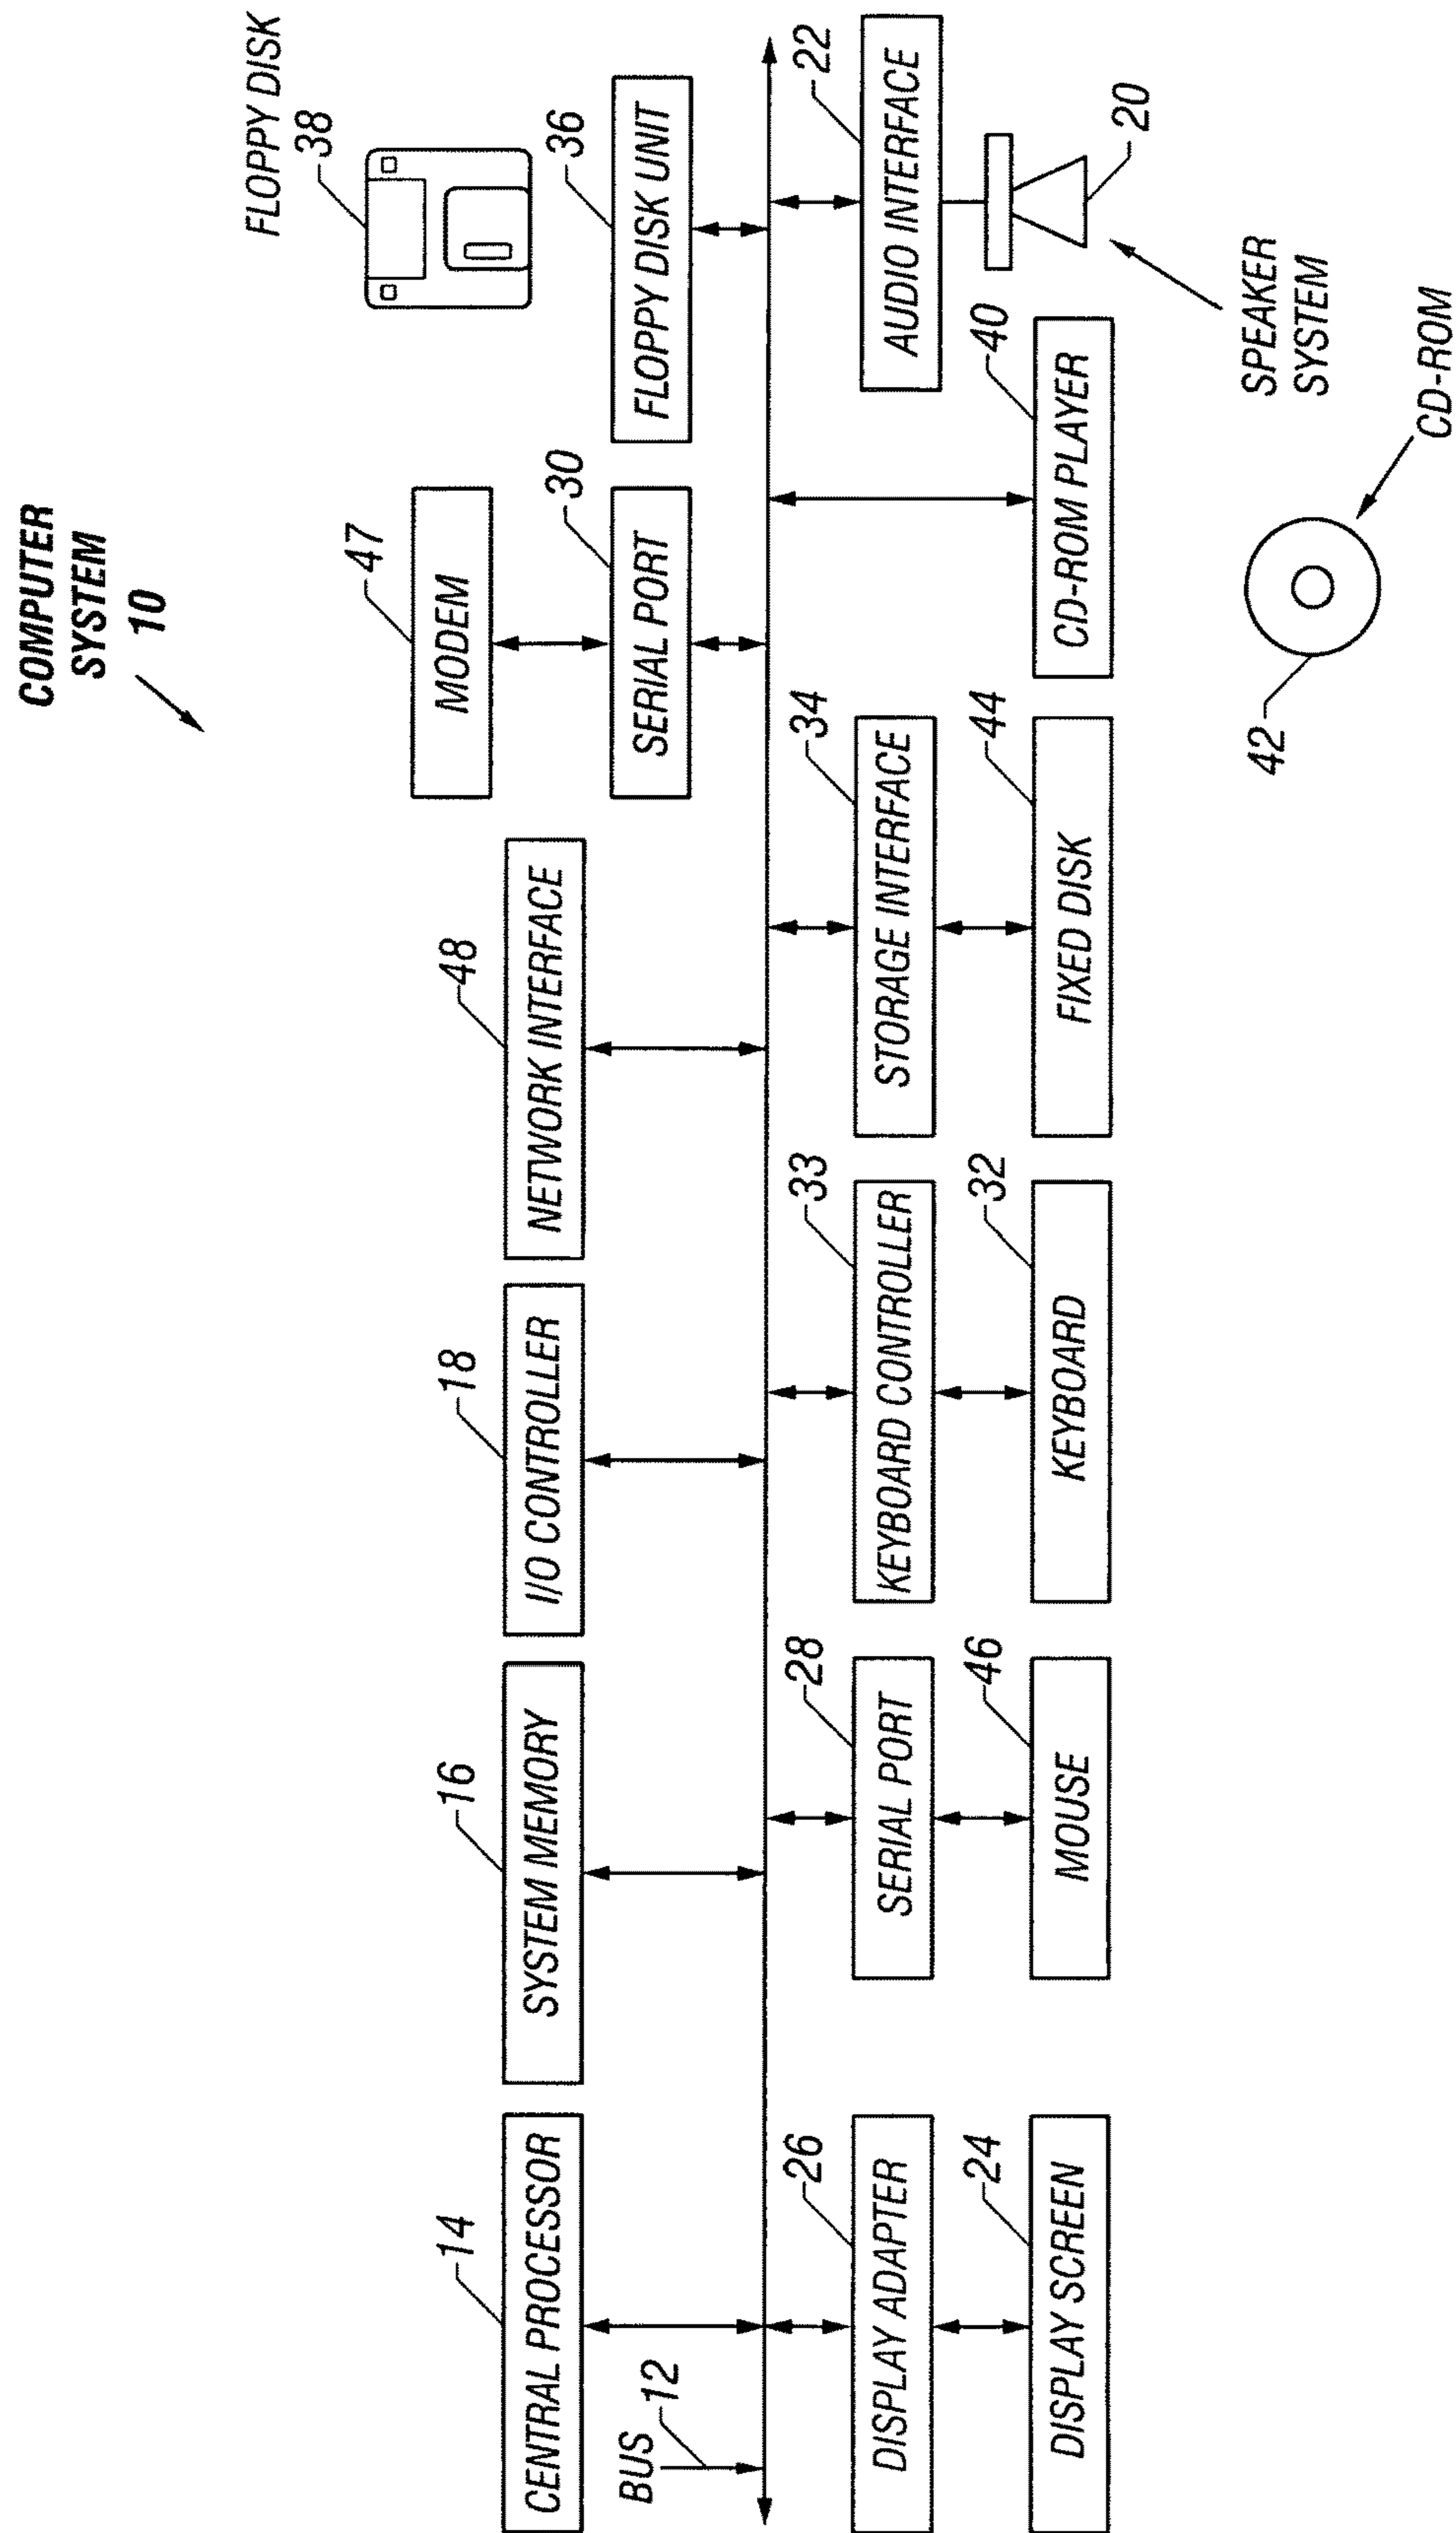 COMPUTER
SYSTEM
10
FLOPPY DISK
38
47
MODEM
14
CENTRAL PROCESSOR
16
SYSTEM MEMORY
18
I/O CONTROLLER
48
NETWORK INTERFACE
30
SERIAL PORT
36
FLOPPY DISK UNIT
BUS
12
26
DISPLAY ADAPTER
28
SERIAL PORT
33
KEYBOARD CONTROLLER
34
STORAGE INTERFACE
22
AUDIO INTERFACE
24
DISPLAY SCREEN
46
MOUSE
32
KEYBOARD
44
FIXED DISK
40
CD-ROM PLAYER
20
SPEAKER
SYSTEM
42
CD-ROM